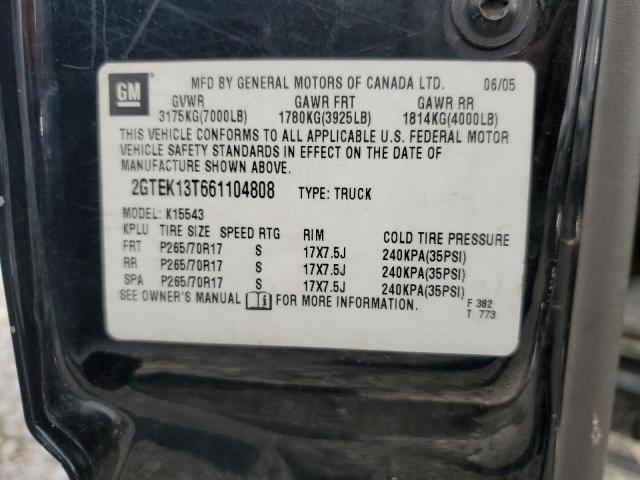 GM
MFD BY GENERAL MOTORS OF CANADA LTD. 06/05
GVWR GAWR FRT GAWR RR
3175KG(7000LB) 1780KG(3925LB) 1814KG(4000LB)
THIS VEHICLE CONFORMS TO ALL APPLICABLE U.S. FEDERAL MOTOR
VEHICLE SAFETY STANDARDS IN EFFECT ON THE DATE OF
MANUFACTURE SHOWN ABOVE.
2GTEK13T661104808 TYPE: TRUCK
MODEL: K15543
KPLU TIRE SIZE SPEED RTG RIM COLD TIRE PRESSURE
FRT P265/70R17 S 17X7.5J 240KPA(35PSI)
RR P265/70R17 S 17X7.5J 240KPA(35PSI)
SPA P265/70R17 S 17X7.5J 240KPA(35PSI)
SEE OWNER'S MANUAL FOR MORE INFORMATION.
F 382
T 773